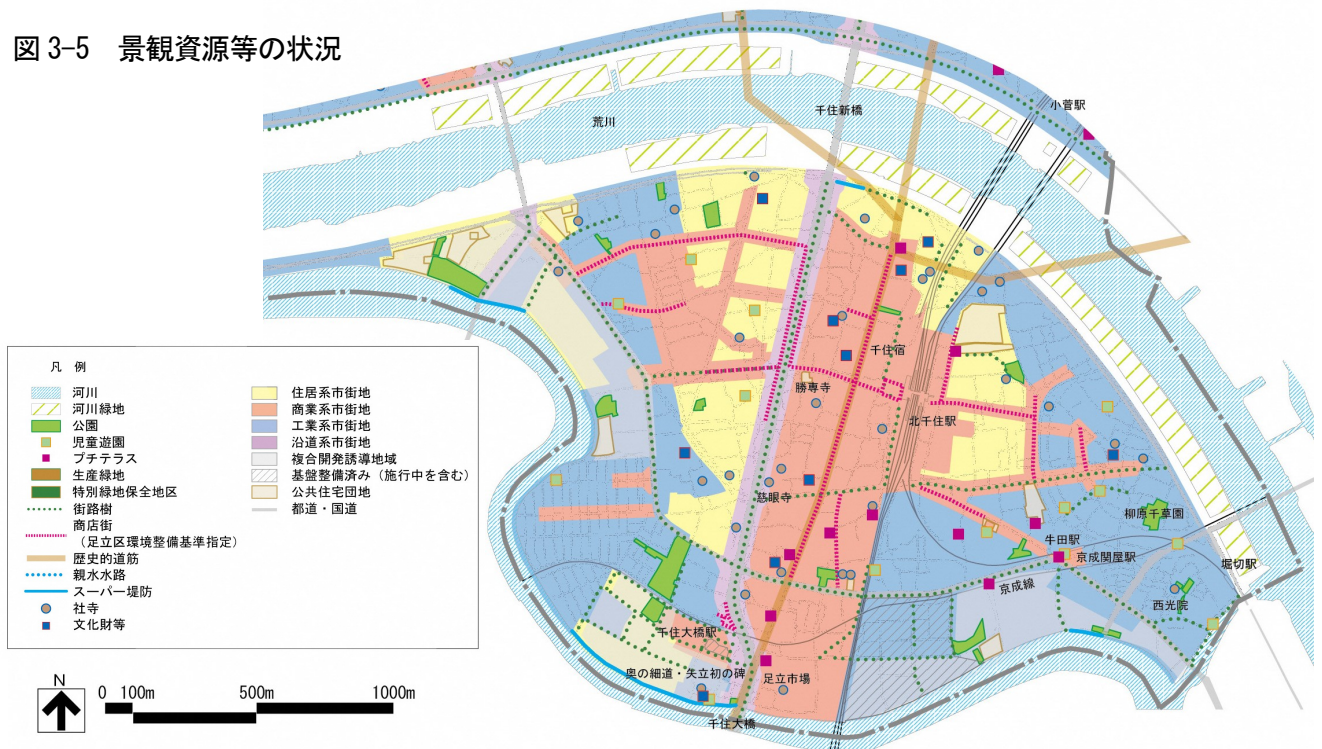 図 3-5 景観資源等の状況
荒川
千住新橋
小菅駅
千住宿
勝専寺
北千住駅
慈眼寺
柳原千草園
牛田駅
京成関屋駅
堀切駅
京成線
西光院
千住大橋駅
奥の細道・矢立初の碑
足立市場
千住大橋
凡 例
河川
河川緑地
公園
児童遊園
プチテラス
生産緑地
特別緑地保全地区
街路樹
商店街
(足立区環境整備基準指定)
歴史的道筋
親水水路
スーパー堤防
社寺
文化財等
住居系市街地
商業系市街地
工業系市街地
沿道系市街地
複合開発誘導地域
基盤整備済み(施行中を含む)
公共住宅団地
都道・国道
N
0 100m 500m 1000m